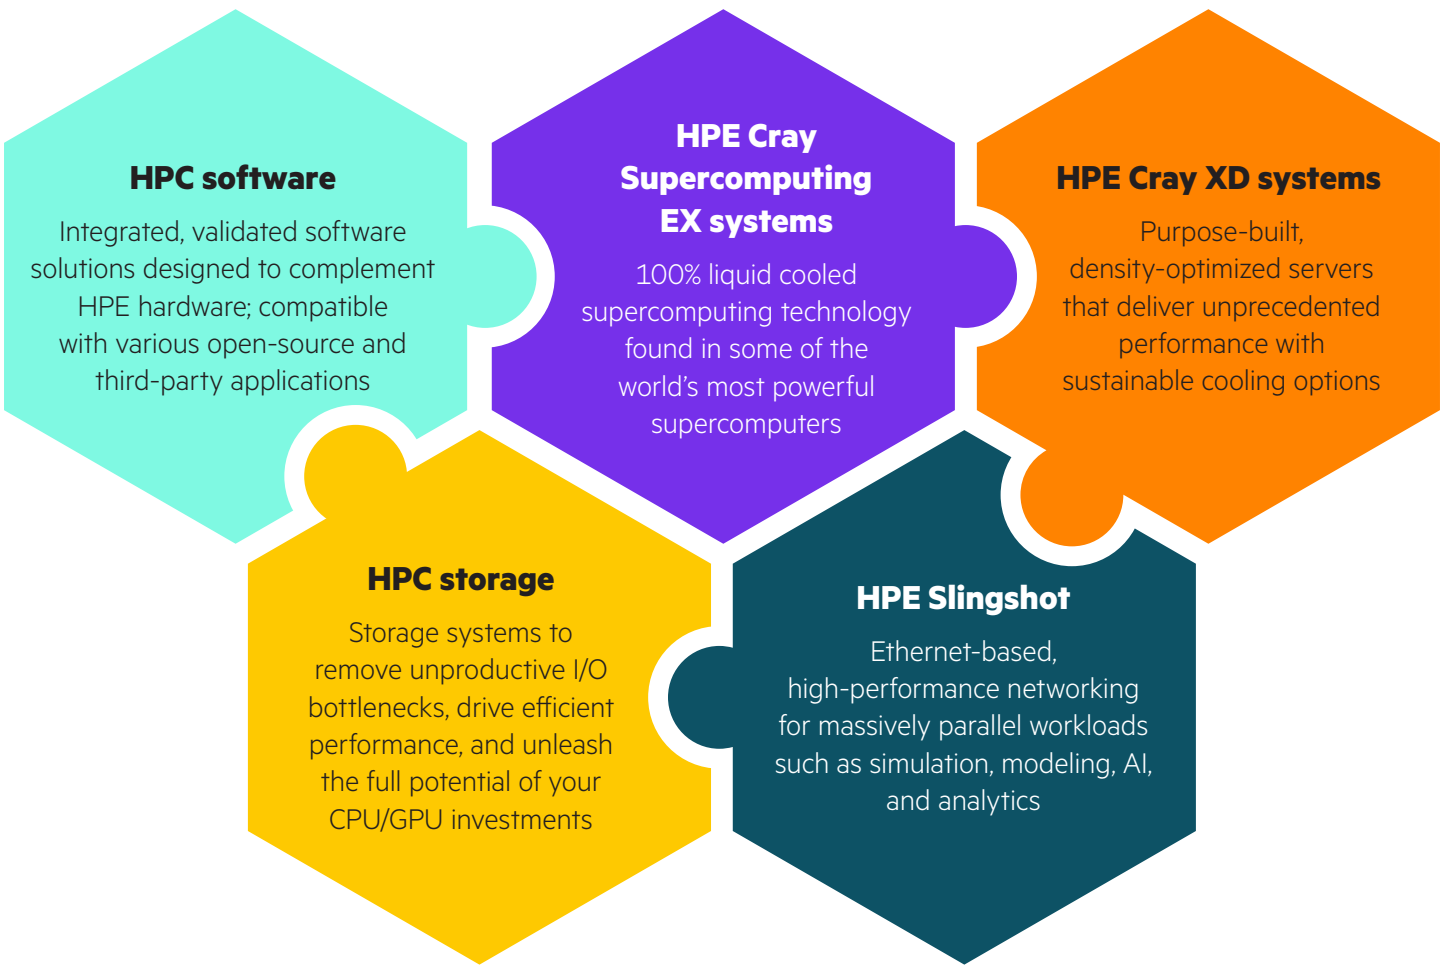 HPC software
Integrated, validated software
solutions designed to complement
HPE hardware; compatible
with various open-source and
third-party applications
HPE Cray
Supercomputing
EX systems
100% liquid cooled
supercomputing technology
found in some of the
world’s most powerful
supercomputers
HPE Cray XD systems
Purpose-built,
density-optimized servers
that deliver unprecedented
performance with
sustainable cooling options
HPC storage
Storage systems to
remove unproductive I/O
bottlenecks, drive efficient
performance, and unleash
the full potential of your
CPU/GPU investments
HPE Slingshot
Ethernet-based,
high-performance networking
for massively parallel workloads
such as simulation, modeling, AI,
and analytics